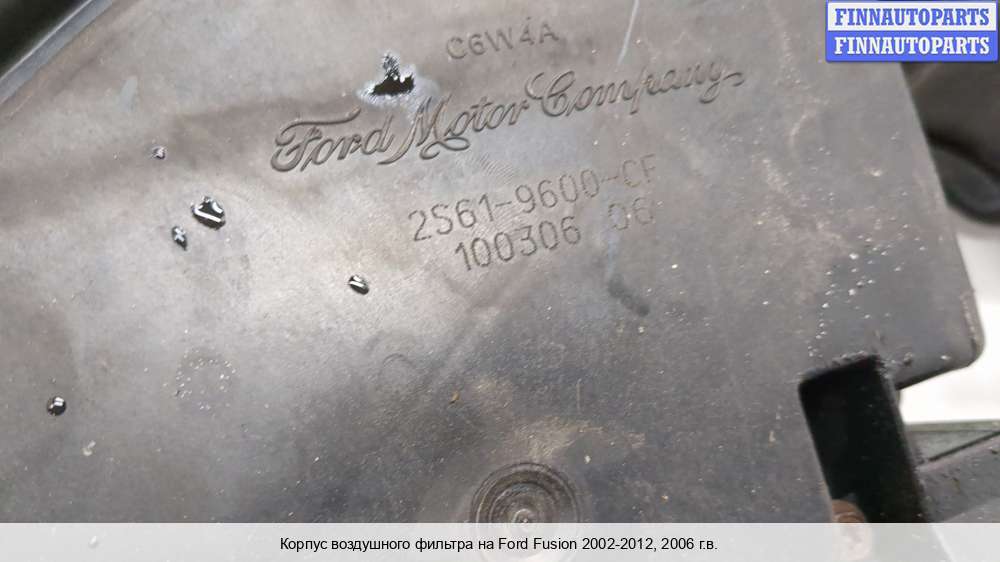 FINNAUTOPARTS
FINNAUTOPARTS
C6W4A
Ford Motor Company
2S61-9600-CF
100306 06
Корпус воздушного фильтра на Ford Fusion 2002-2012, 2006 г.в.